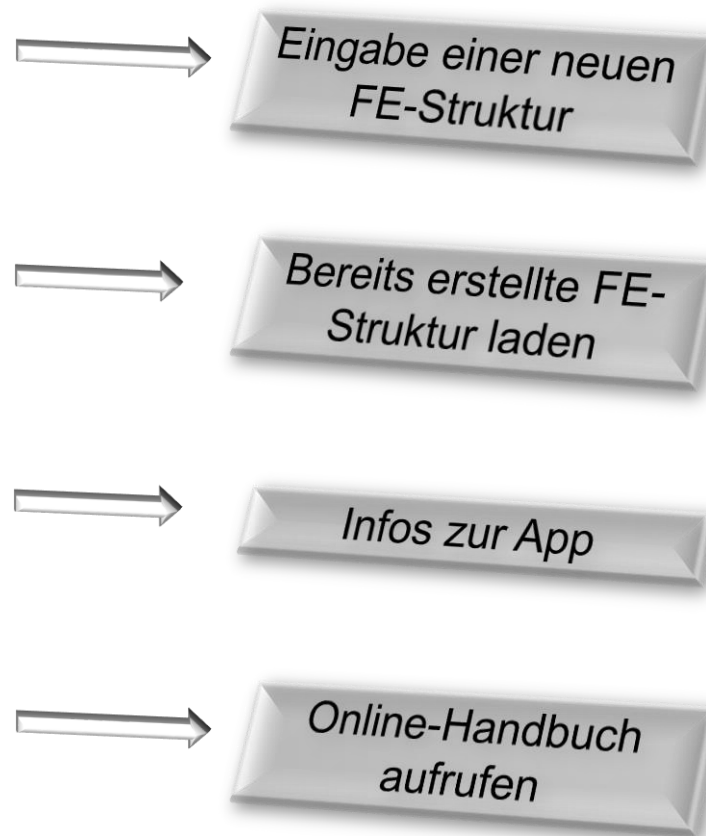 Eingabe einer neuen
FE-Struktur
Bereits erstellte FE-
Struktur laden
Infos zur App
Online-Handbuch
aufrufen